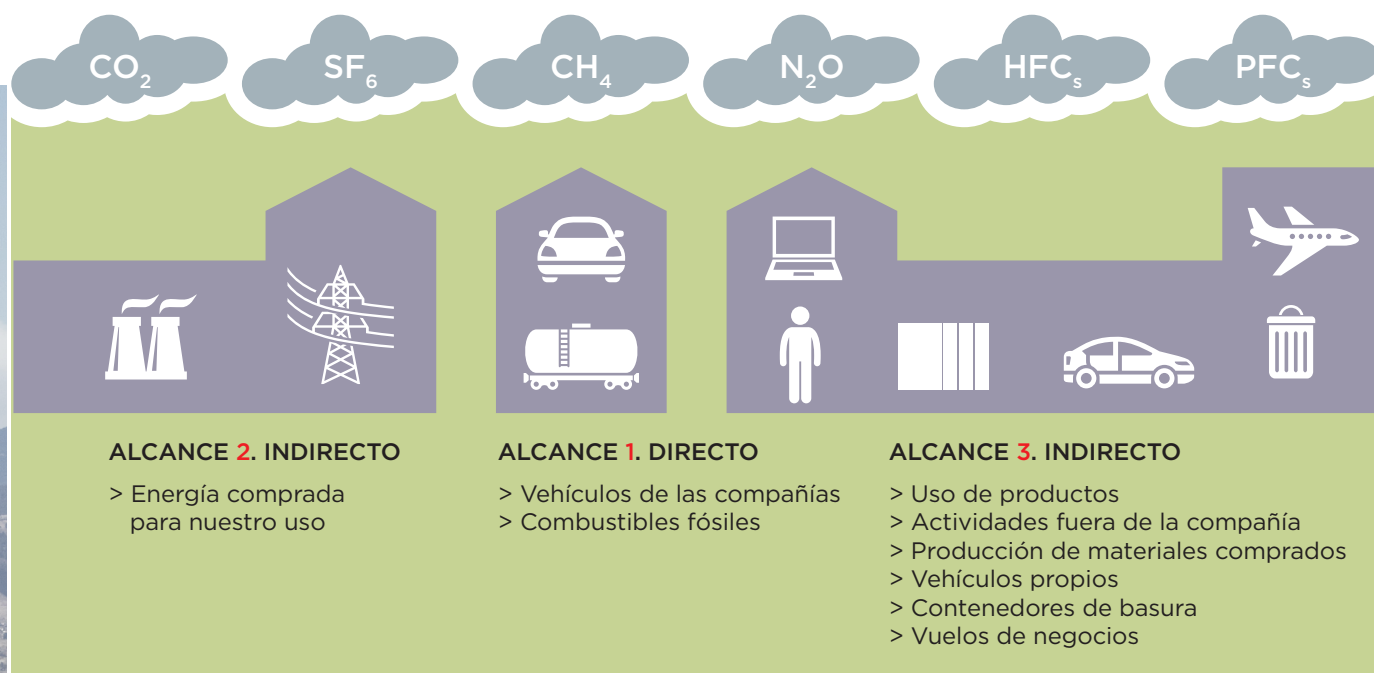 CO₂
SF₆
CH₄
N₂O
HFCₛ
PFCₛ
ALCANCE 2. INDIRECTO
> Energía comprada
para nuestro uso
ALCANCE 1. DIRECTO
> Vehículos de las compañías
> Combustibles fósiles
ALCANCE 3. INDIRECTO
> Uso de productos
> Actividades fuera de la compañía
> Producción de materiales comprados
> Vehículos propios
> Contenedores de basura
> Vuelos de negocios